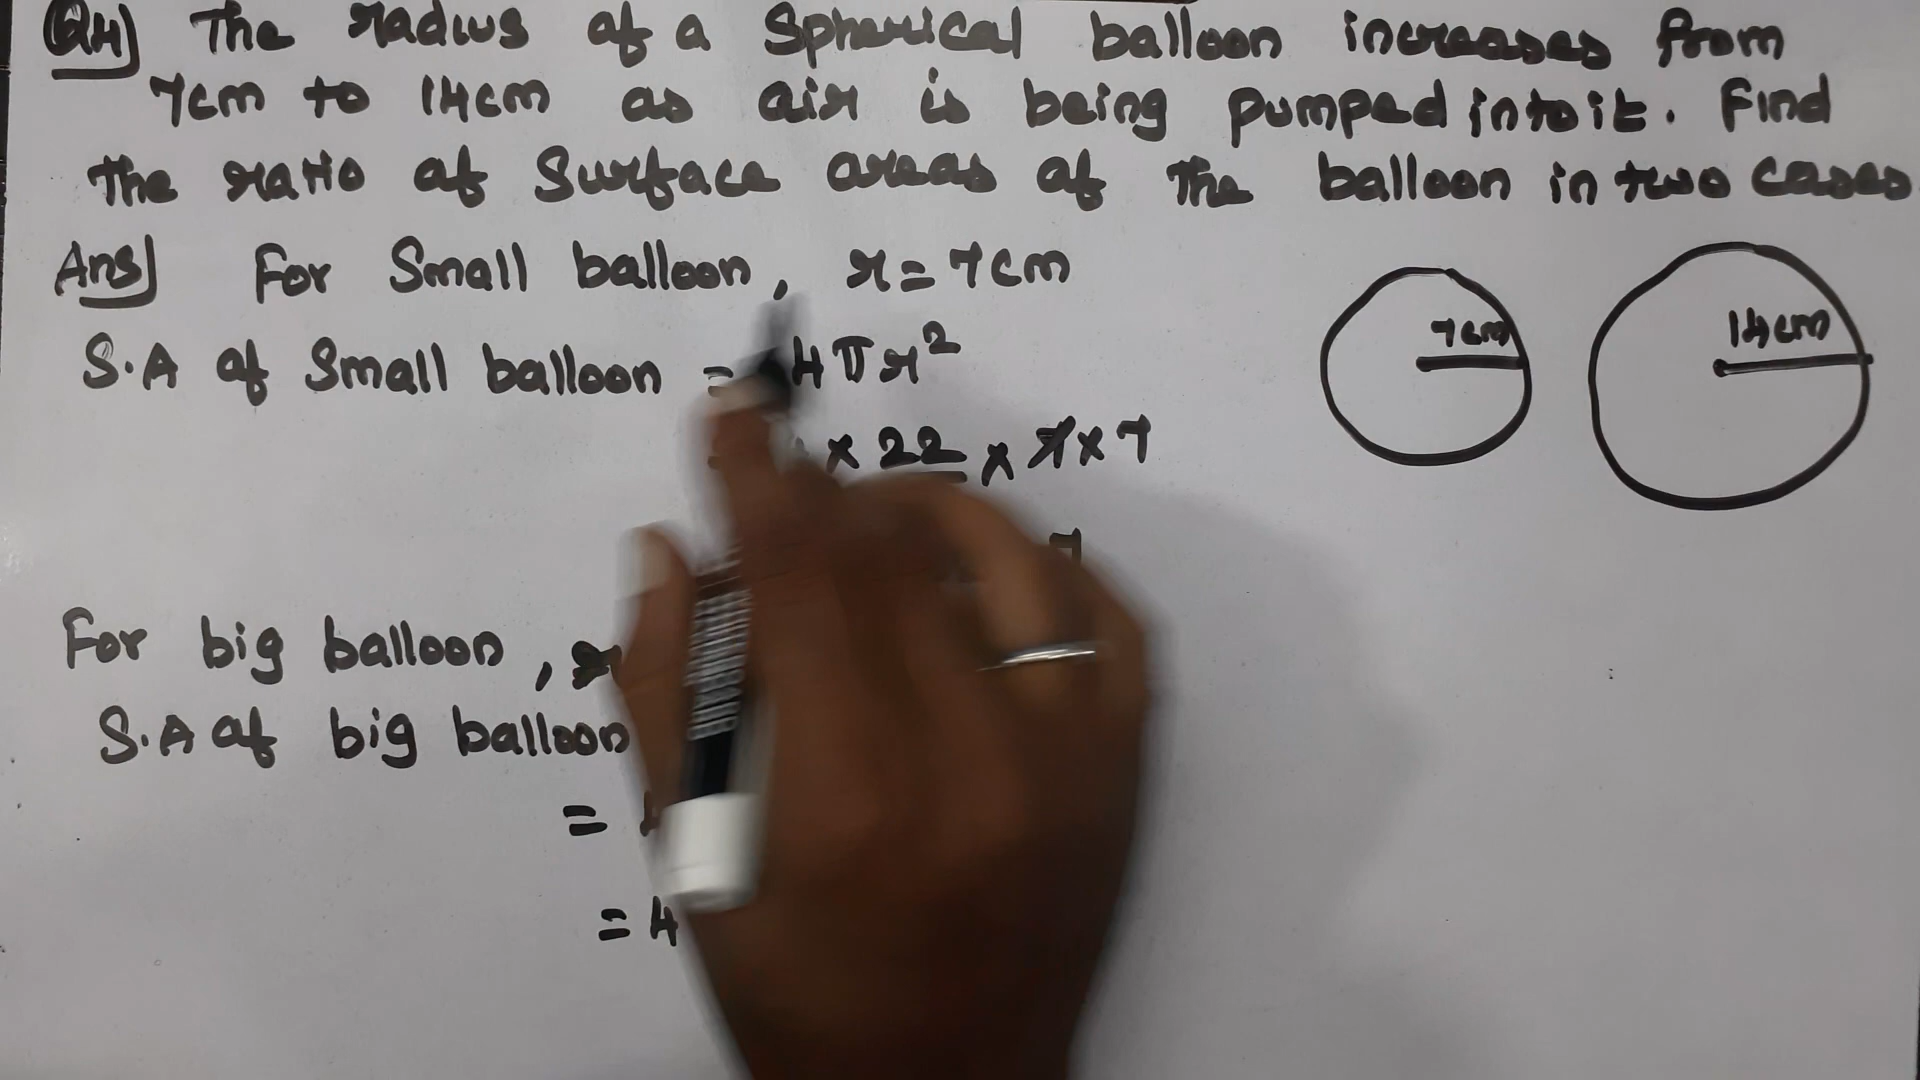 Q4) The radius of a Spherical balloon increases from
7cm to 14cm as air is being pumped into it. Find
the ratio of Surface areas of the balloon in two cases
Ans) For Small balloon, r = 7cm
7cm
14cm
S.A of Small balloon = 4πr²
× 22 × 7 × 7
7
For big balloon, r
S.A of big balloon
=
= 4